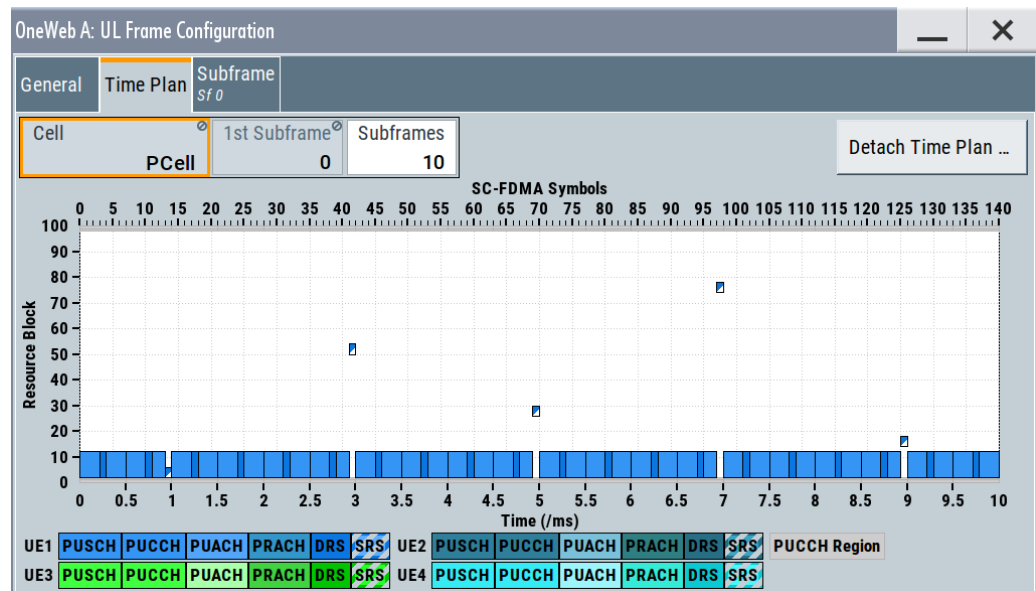 OneWeb A: UL Frame Configuration
General Time Plan Subframe
Sf 0
Cell 1st Subframe Subframes
PCell 0 10
Detach Time Plan ...
SC-FDMA Symbols
0 5 10 15 20 25 30 35 40 45 50 55 60 65 70 75 80 85 90 95 100 105 110 115 120 125 130 135 140
100
90
80
70
60
50
40
30
20
10
0
Resource Block
0 0.5 1 1.5 2 2.5 3 3.5 4 4.5 5 5.5 6 6.5 7 7.5 8 8.5 9 9.5 10
Time (/ms)
UE1 PUSCH PUCCH PUACH PRACH DRS SRS UE2 PUSCH PUCCH PUACH PRACH DRS SRS PUCCH Region
UE3 PUSCH PUCCH PUACH PRACH DRS SRS UE4 PUSCH PUCCH PUACH PRACH DRS SRS